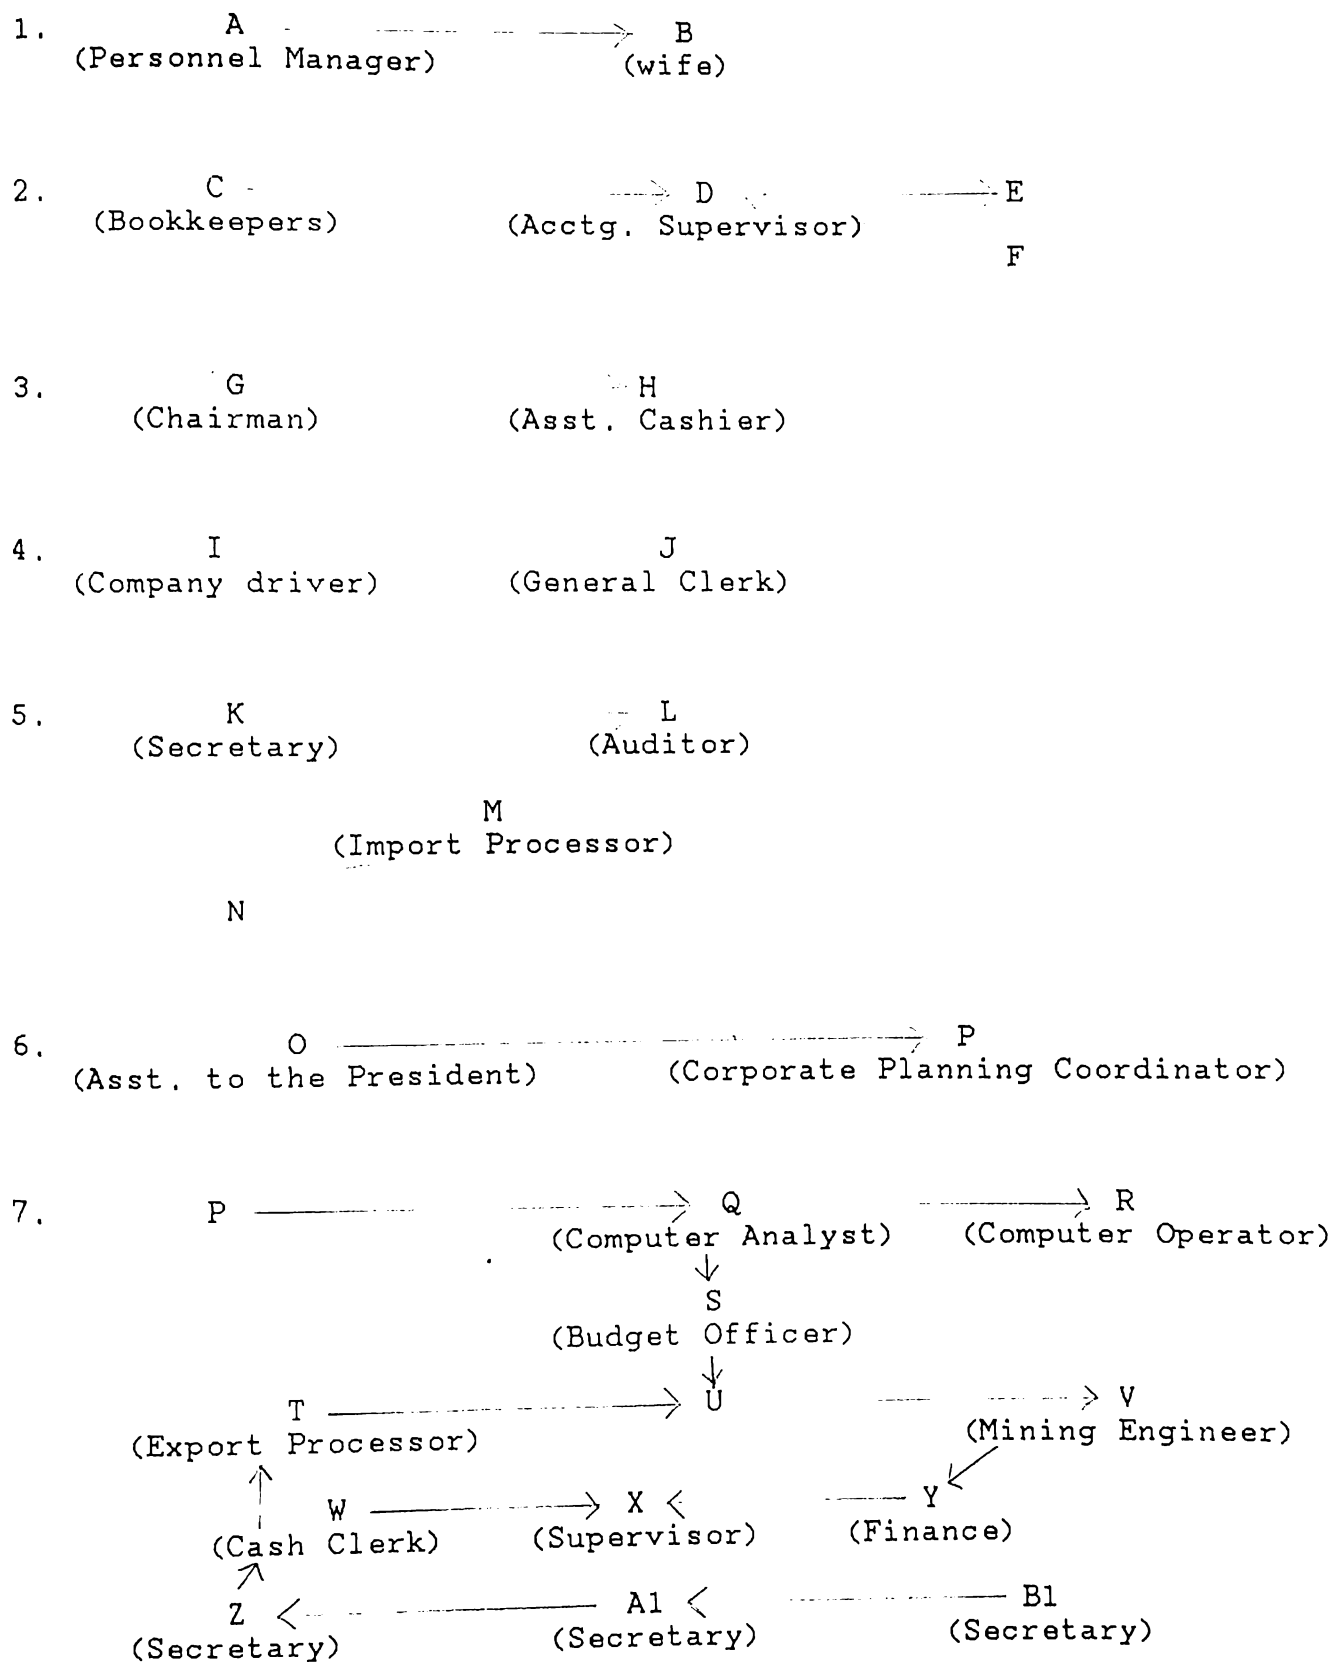 1. A B
(Personnel Manager) (wife)
2. C D E
(Bookkeepers) (Acctg. Supervisor)
F
3. G H
(Chairman) (Asst. Cashier)
4. I J
(Company driver) (General Clerk)
5. K L
(Secretary) (Auditor)
M
(Import Processor)
N
6. O P
(Asst. to the President) (Corporate Planning Coordinator)
7. P Q R
(Computer Analyst) (Computer Operator)
S
(Budget Officer)
T U V
(Export Processor) (Mining Engineer)
W X Y
(Cash Clerk) (Supervisor) (Finance)
Z A1 B1
(Secretary) (Secretary) (Secretary)